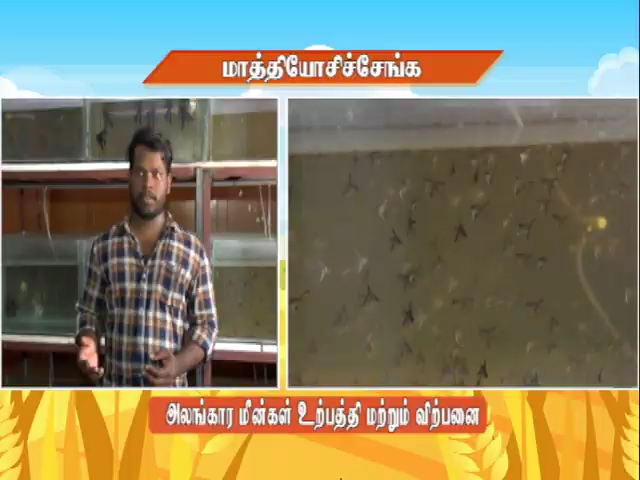 மாத்தியோசிச்சேங்க
அலங்கார மீன்கள் உற்பத்தி மற்றும் விற்பனை